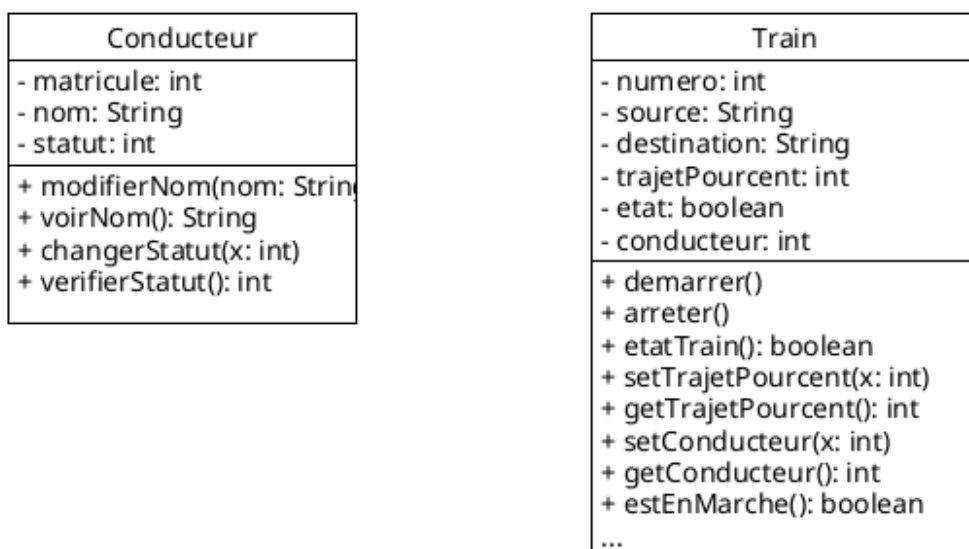 Conducteur
- matricule: int
- nom: String
- statut: int
+ modifierNom(nom: String
+ voirNom(): String
+ changerStatut(x: int)
+ verifierStatut(): int
Train
- numero: int
- source: String
- destination: String
- trajetPourcent: int
- etat: boolean
- conducteur: int
+ demarrer()
+ arreter()
+ etatTrain(): boolean
+ setTrajetPourcent(x: int)
+ getTrajetPourcent(): int
+ setConducteur(x: int)
+ getConducteur(): int
+ estEnMarche(): boolean
...